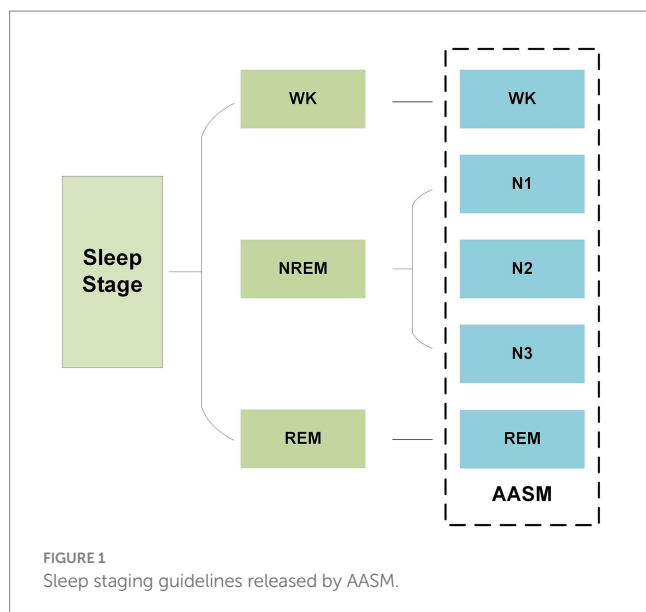 WK
WK
N1
Sleep
Stage
NREM
N2
N3
REM
REM
AASM
FIGURE 1
Sleep staging guidelines released by AASM.